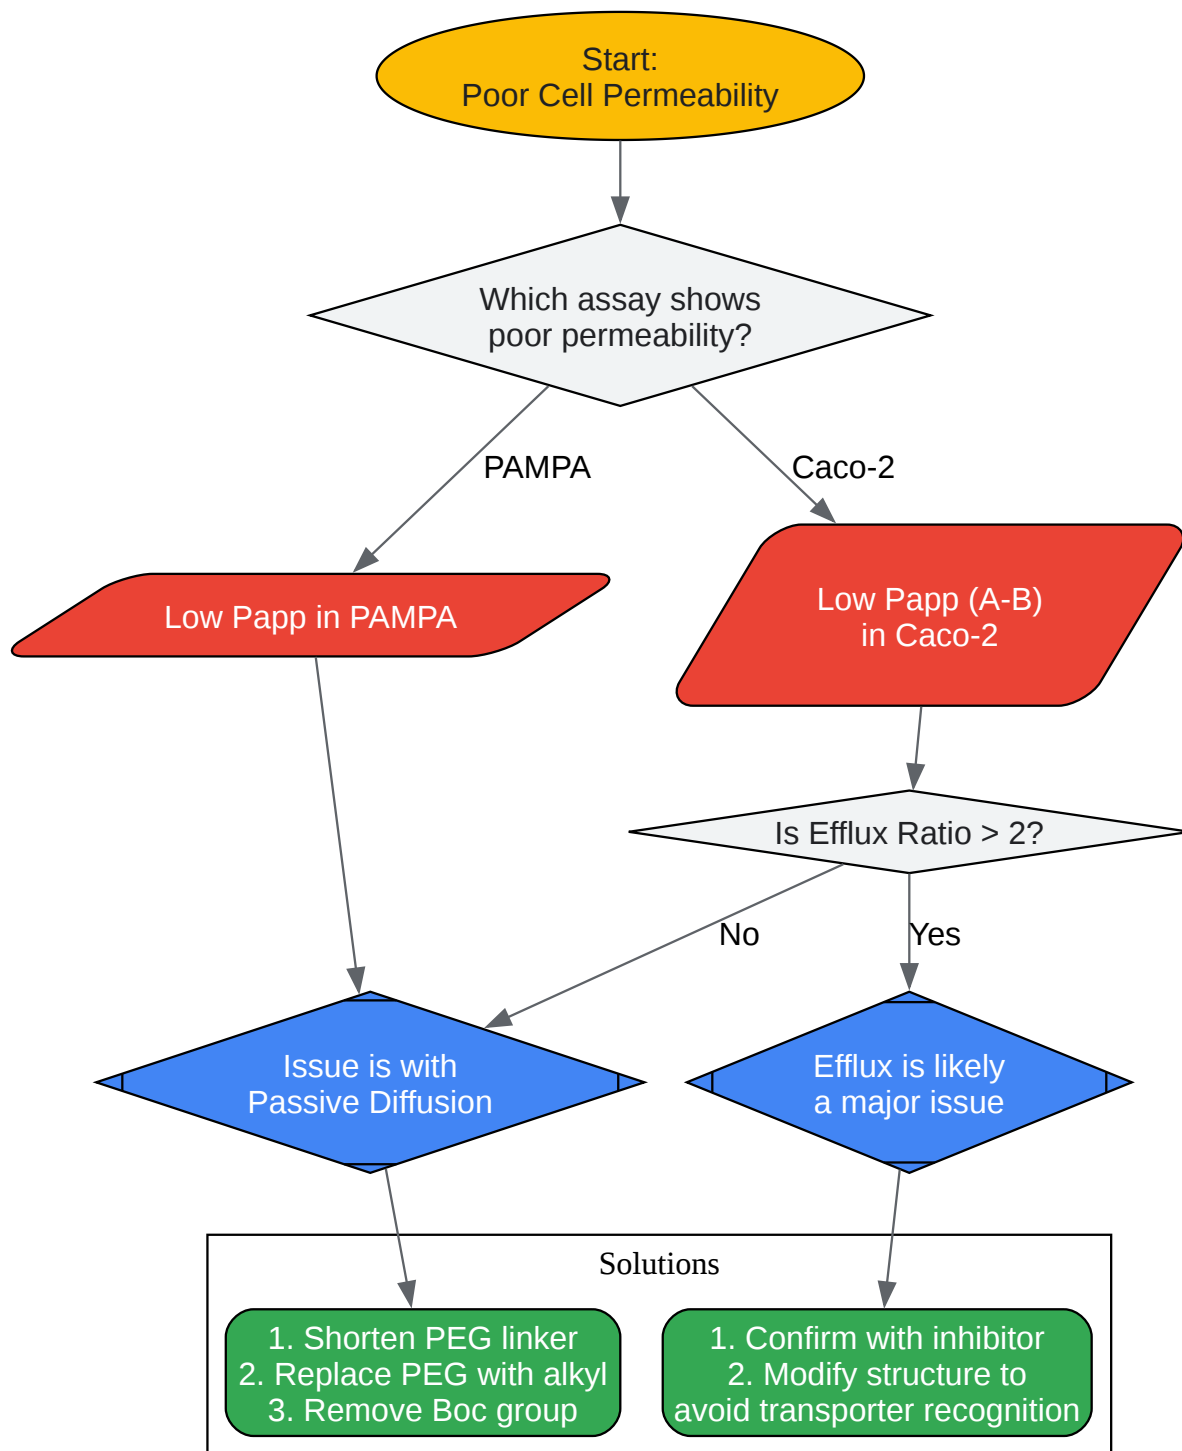 Start:
Poor Cell Permeability
Which assay shows
poor permeability?
PAMPA
Caco-2
Low Papp in PAMPA
Low Papp (A-B)
in Caco-2
Is Efflux Ratio > 2?
No
Yes
Issue is with
Passive Diffusion
Efflux is likely
a major issue
Solutions
1. Shorten PEG linker
2. Replace PEG with alkyl
3. Remove Boc group
1. Confirm with inhibitor
2. Modify structure to
avoid transporter recognition